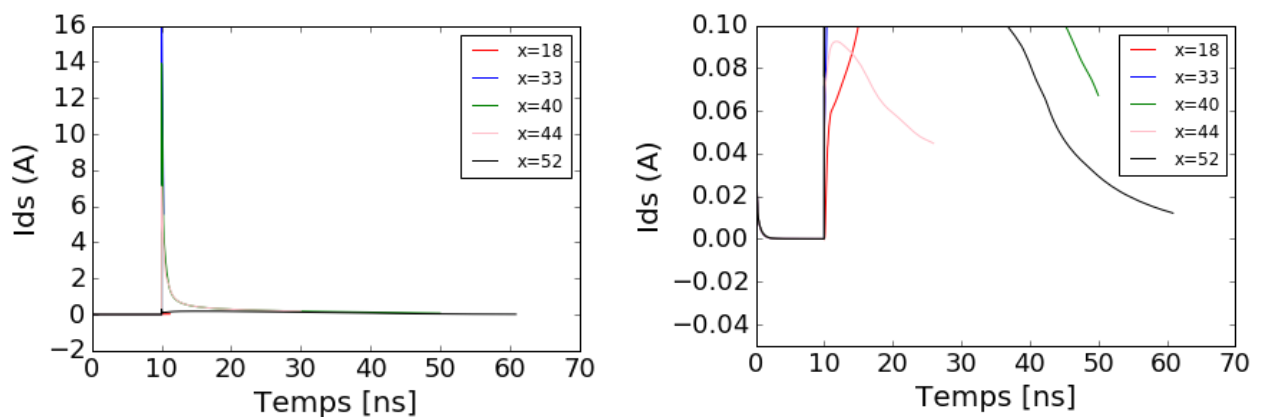 16
14
12
10
8
6
4
2
0
−2
Ids (A)
0 10 20 30 40 50 60 70
Temps [ns]
x=18
x=33
x=40
x=44
x=52
0.10
0.08
0.06
0.04
0.02
0.00
−0.02
−0.04
Ids (A)
0 10 20 30 40 50 60 70
Temps [ns]
x=18
x=33
x=40
x=44
x=52